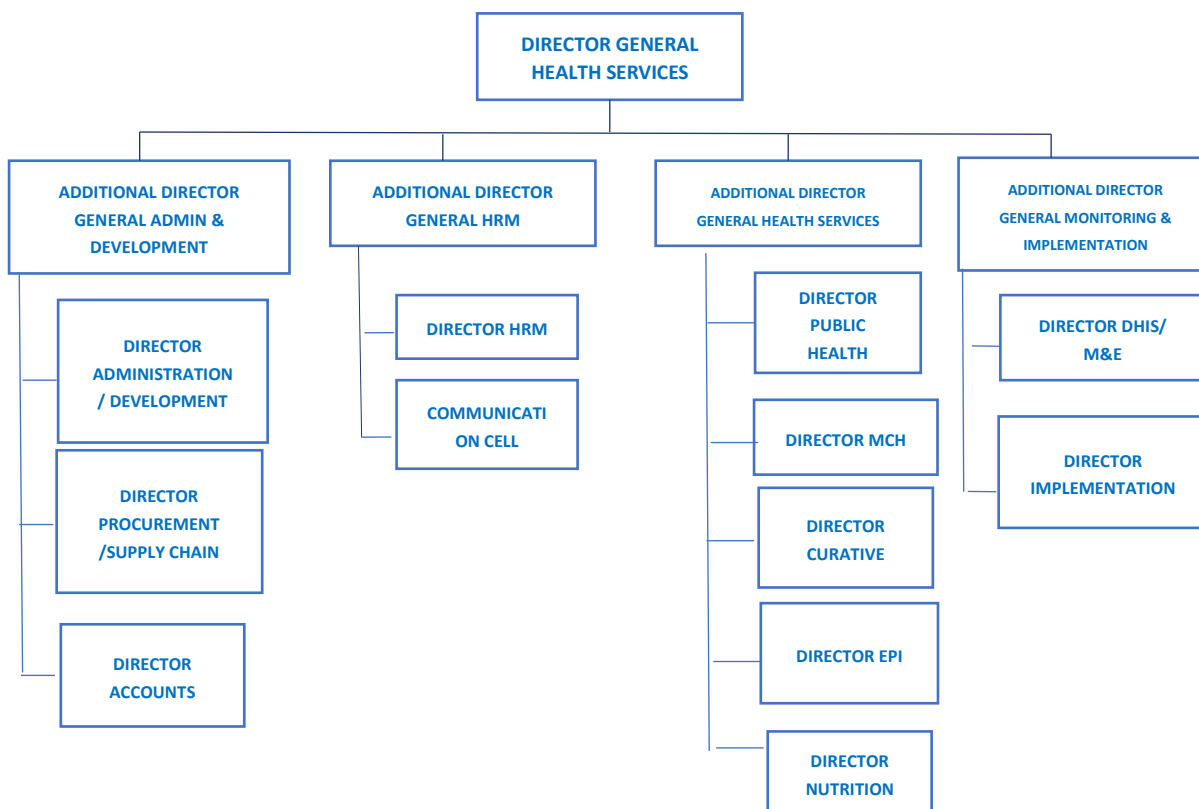 DIRECTOR GENERAL
HEALTH SERVICES
ADDITIONAL DIRECTOR
GENERAL ADMIN &
DEVELOPMENT
DIRECTOR
ADMINISTRATION
/ DEVELOPMENT
DIRECTOR
PROCUREMENT
/SUPPLY CHAIN
DIRECTOR
ACCOUNTS
ADDITIONAL DIRECTOR
GENERAL HRM
DIRECTOR HRM
COMMUNICATI
ON CELL
ADDITIONAL DIRECTOR
GENERAL HEALTH SERVICES
DIRECTOR
PUBLIC
HEALTH
DIRECTOR MCH
DIRECTOR
CURATIVE
DIRECTOR EPI
DIRECTOR
NUTRITION
ADDITIONAL DIRECTOR
GENERAL MONITORING &
IMPLEMENTATION
DIRECTOR DHIS/
M&E
DIRECTOR
IMPLEMENTATION